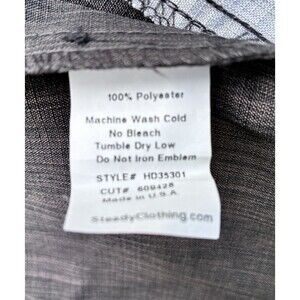 100% Polyester
Machine Wash Cold
No Bleach
Tumble Dry Low
Do Not Iron Emblem
STYLE# HD35301
CUT# 609428
Made in U.S.A.
SteadyClothing.com